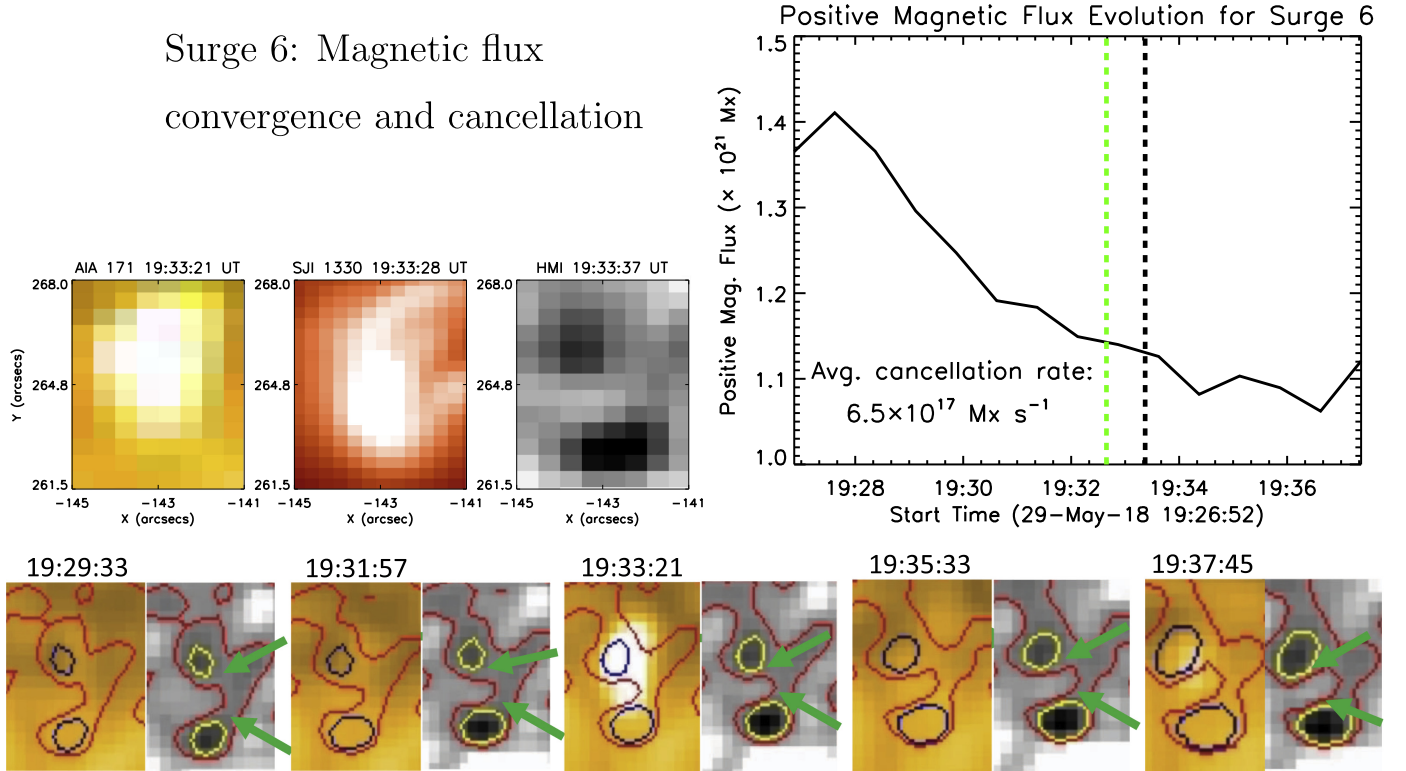 Surge 6: Magnetic flux
convergence and cancellation
Positive Magnetic Flux Evolution for Surge 6
Positive Mag. Flux (× 10²¹ Mx)
1.5
1.4
1.3
1.2
1.1
1.0
Avg. cancellation rate:
6.5×10¹⁷ Mx s⁻¹
19:28 19:30 19:32 19:34 19:36
Start Time (29−May−18 19:26:52)
AIA 171 19:33:21 UT
268.0
264.8
261.5
Y (arcsecs)
−145 −143 −141
X (arcsecs)
SJI 1330 19:33:28 UT
268.0
264.8
261.5
−145 −143 −141
X (arcsec)
HMI 19:33:37 UT
268.0
264.8
261.5
−145 −143 −141
X (arcsecs)
19:29:33 19:31:57 19:33:21 19:35:33 19:37:45